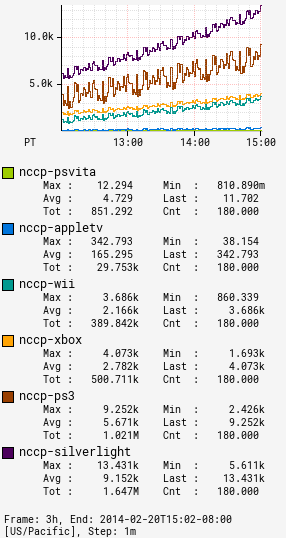 10.0k
5.0k
PT 13:00 14:00 15:00
nccp-psvita
Max : 12.294 Min : 810.890m
Avg : 4.729 Last : 11.702
Tot : 851.292 Cnt : 180.000
nccp-appletv
Max : 342.793 Min : 38.154
Avg : 165.295 Last : 342.793
Tot : 29.753k Cnt : 180.000
nccp-wii
Max : 3.686k Min : 860.339
Avg : 2.166k Last : 3.686k
Tot : 389.842k Cnt : 180.000
nccp-xbox
Max : 4.073k Min : 1.693k
Avg : 2.782k Last : 4.073k
Tot : 500.711k Cnt : 180.000
nccp-ps3
Max : 9.252k Min : 2.426k
Avg : 5.671k Last : 9.252k
Tot : 1.021M Cnt : 180.000
nccp-silverlight
Max : 13.431k Min : 5.611k
Avg : 9.152k Last : 13.431k
Tot : 1.647M Cnt : 180.000
Frame: 3h, End: 2014-02-20T15:02-08:00
[US/Pacific], Step: 1m